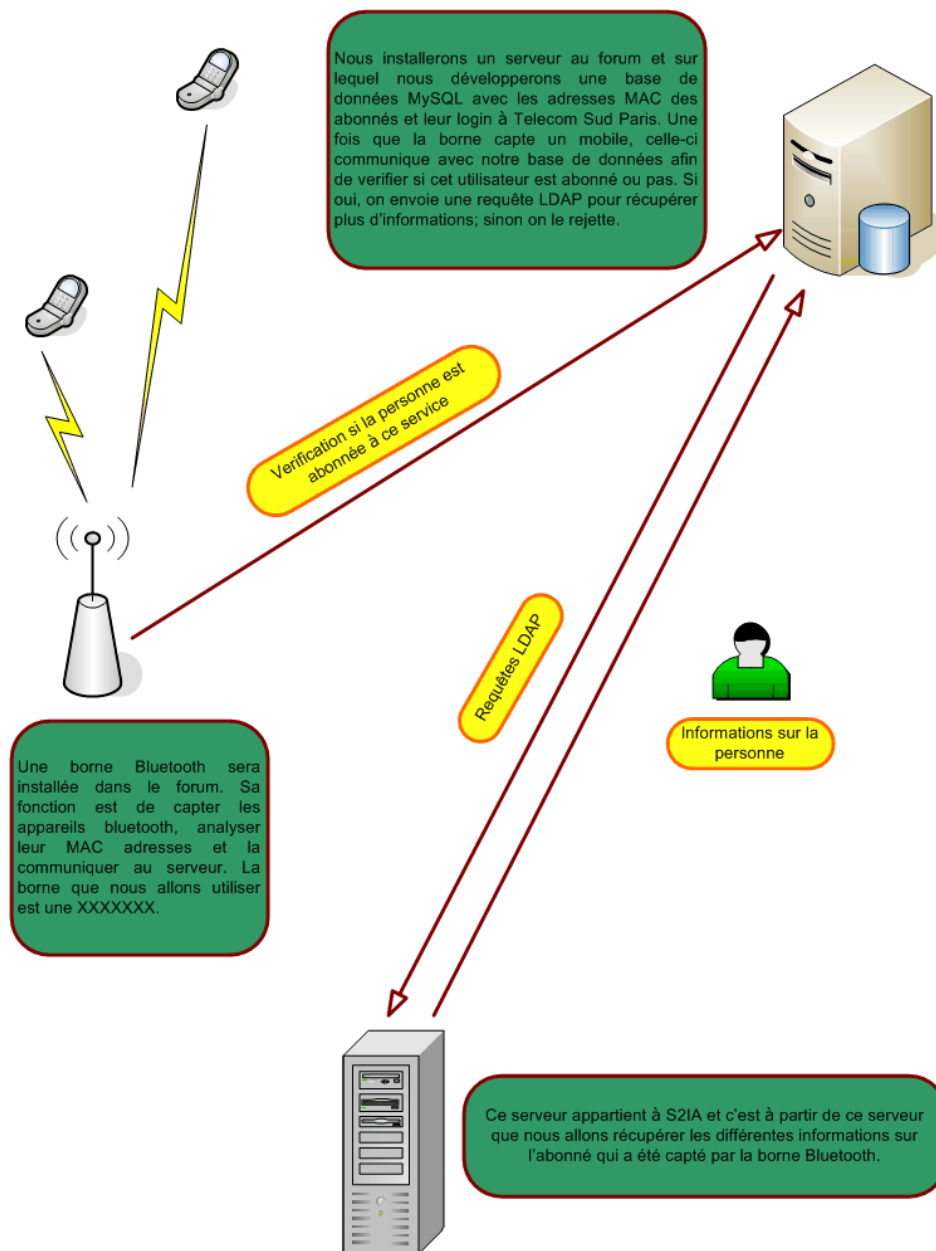 Nous installerons un serveur au forum et sur
lequel nous développerons une base de
données MySQL avec les adresses MAC des
abonnés et leur login à Telecom Sud Paris. Une
fois que la borne capte un mobile, celle-ci
communique avec notre base de données afin
de verifier si cet utilisateur est abonné ou pas. Si
oui, on envoie une requête LDAP pour récupérer
plus d'informations; sinon on le rejette.
Verification si la personne est
abonnée à ce service
Requêtes LDAP
Informations sur la
personne
Une borne Bluetooth sera
installée dans le forum. Sa
fonction est de capter les
appareils bluetooth, analyser
leur MAC adresses et la
communiquer au serveur. La
borne que nous allons utiliser
est une XXXXXXX.
Ce serveur appartient à S2IA et c'est à partir de ce serveur
que nous allons récupérer les différentes informations sur
l'abonné qui a été capté par la borne Bluetooth.